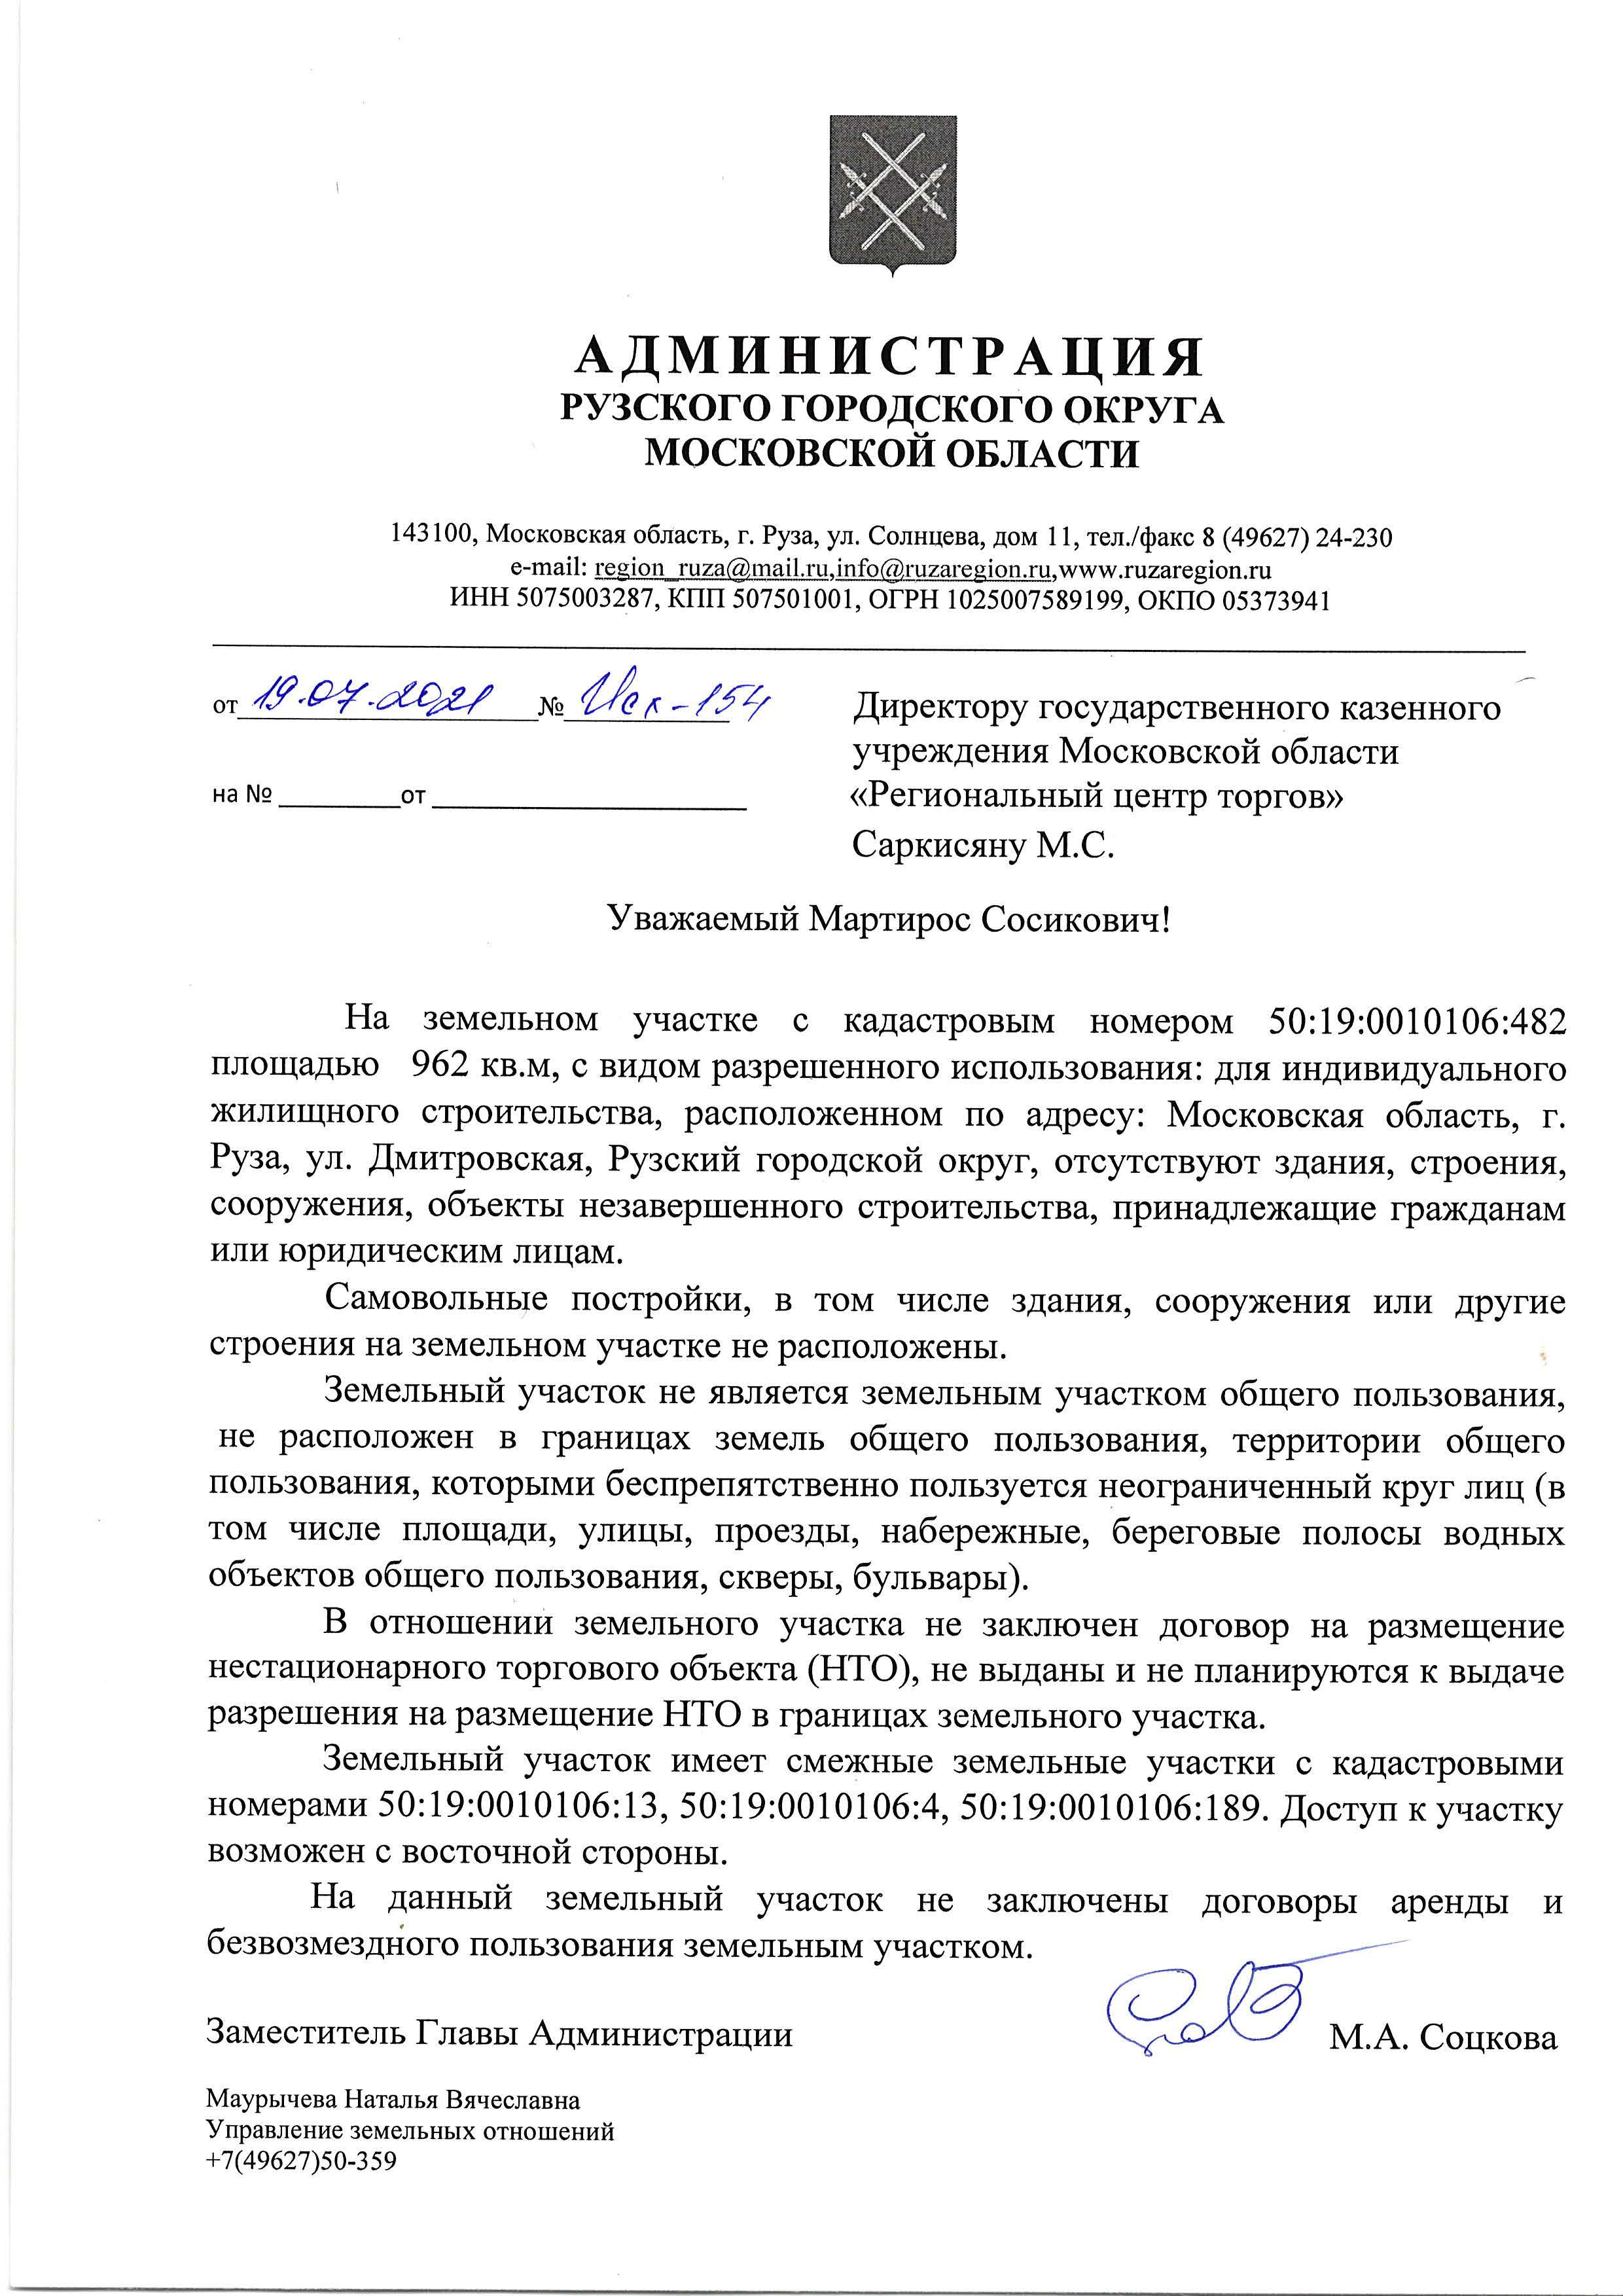 АДМИНИСТРАЦИЯ
РУЗСКОГО ГОРОДСКОГО ОКРУГА
МОСКОВСКОЙ ОБЛАСТИ
143100, Московская область, г. Руза, ул. Солнцева, дом 11, тел./факс 8 (49627) 24-230
e-mail: region_ruza@mail.ru,info@ruzaregion.ru,www.ruzaregion.ru
ИНН 5075003287, КПП 507501001, ОГРН 1025007589199, ОКПО 05373941
от 19.07.2021 № Исх-154
на № ________ от ________
Директору государственного казенного
учреждения Московской области
«Региональный центр торгов»
Саркисяну М.С.
Уважаемый Мартирос Сосикович!
На земельном участке с кадастровым номером 50:19:0010106:482
площадью 962 кв.м, с видом разрешенного использования: для индивидуального
жилищного строительства, расположенном по адресу: Московская область, г.
Руза, ул. Дмитровская, Рузский городской округ, отсутствуют здания, строения,
сооружения, объекты незавершенного строительства, принадлежащие гражданам
или юридическим лицам.
Самовольные постройки, в том числе здания, сооружения или другие
строения на земельном участке не расположены.
Земельный участок не является земельным участком общего пользования,
не расположен в границах земель общего пользования, территории общего
пользования, которыми беспрепятственно пользуется неограниченный круг лиц (в
том числе площади, улицы, проезды, набережные, береговые полосы водных
объектов общего пользования, скверы, бульвары).
В отношении земельного участка не заключен договор на размещение
нестационарного торгового объекта (НТО), не выданы и не планируются к выдаче
разрешения на размещение НТО в границах земельного участка.
Земельный участок имеет смежные земельные участки с кадастровыми
номерами 50:19:0010106:13, 50:19:0010106:4, 50:19:0010106:189. Доступ к участку
возможен с восточной стороны.
На данный земельный участок не заключены договоры аренды и
безвозмездного пользования земельным участком.
Заместитель Главы Администрации М.А. Соцкова
Маурычева Наталья Вячеславна
Управление земельных отношений
+7(49627)50-359